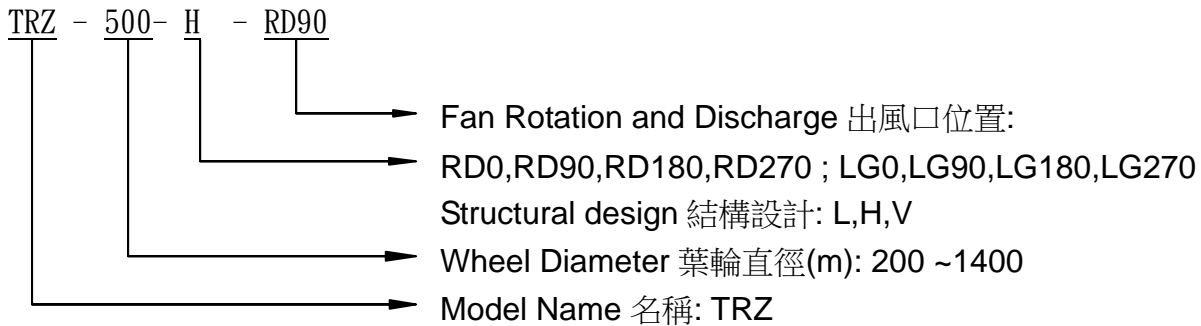 TRZ - 500- H - RD90
Fan Rotation and Discharge 出風口位置:
RD0,RD90,RD180,RD270 ; LG0,LG90,LG180,LG270
Structural design 結構設計: L,H,V
Wheel Diameter 葉輪直徑(m): 200 ~1400
Model Name 名稱: TRZ